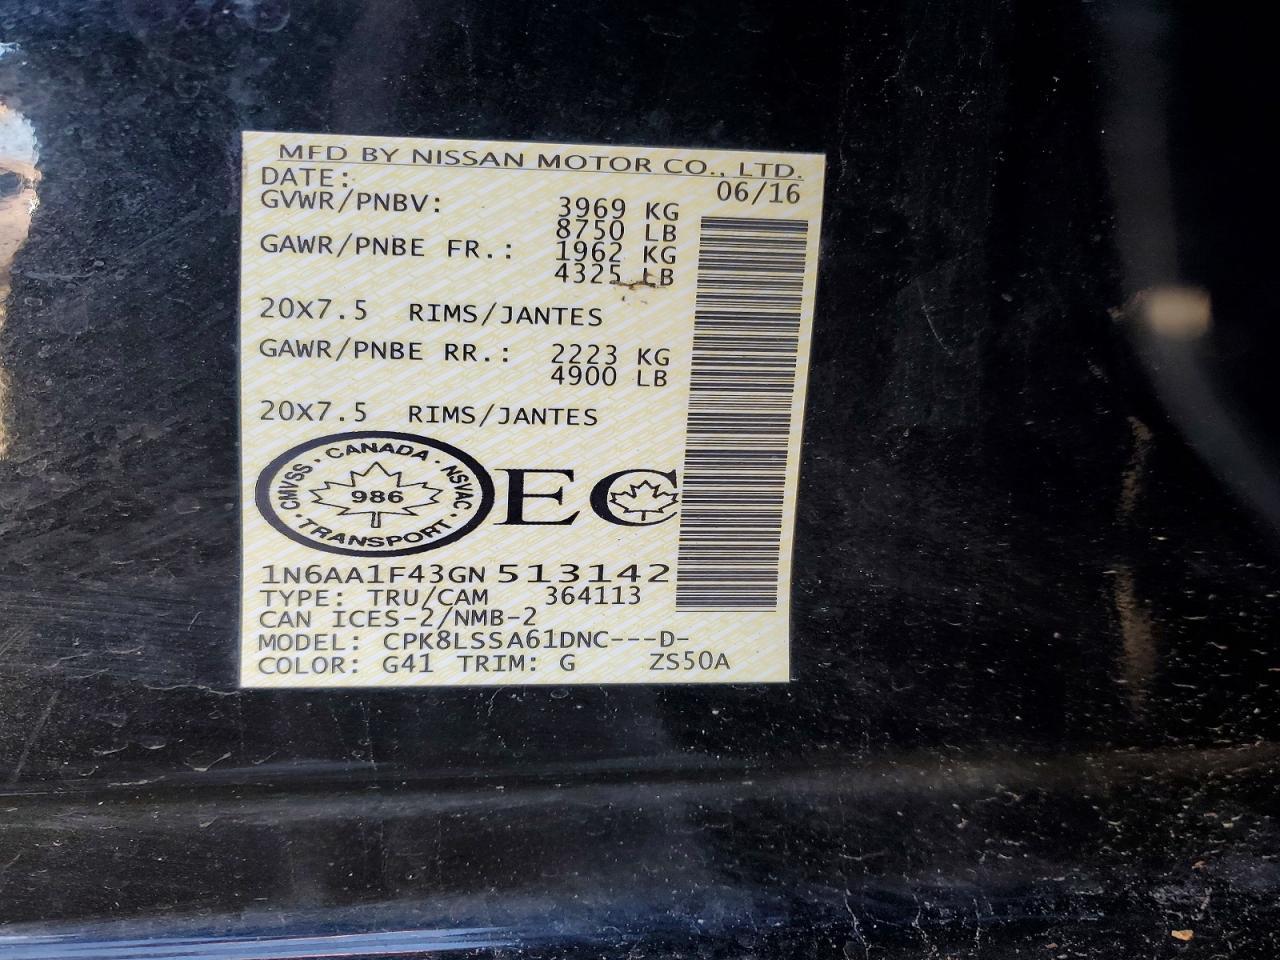 MFD BY NISSAN MOTOR CO., LTD.
DATE: 06/16
GVWR/PNBV: 3969 KG
8750 LB
GAWR/PNBE FR.: 1962 KG
4325 LB
20X7.5 RIMS/JANTES
GAWR/PNBE RR.: 2223 KG
4900 LB
20X7.5 RIMS/JANTES
CMVSS · CANADA · NSVAC · TRANSPORT ·
986
EC
1N6AA1F43GN513142
TYPE: TRU/CAM 364113
CAN ICES-2/NMB-2
MODEL: CPK8LSSA61DNC---D-
COLOR: G41 TRIM: G ZS50A